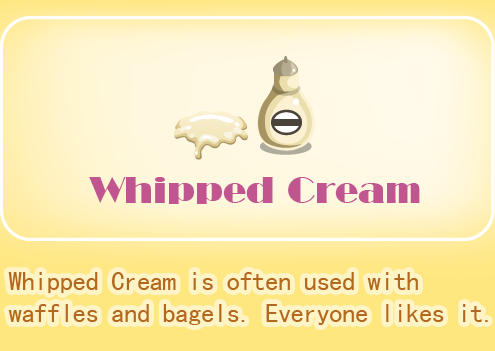 Whipped Cream
Whipped Cream is often used with
waffles and bagels. Everyone likes it.